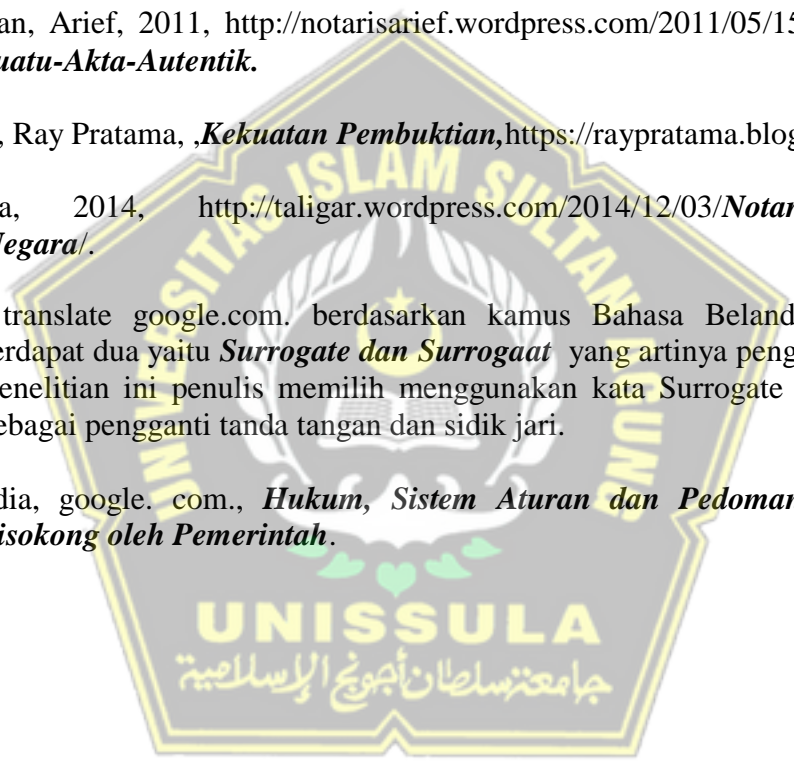 an, Arief, 2011, http://notarisarief.wordpress.com/2011/05/15
uatu-Akta-Autentik.
, Ray Pratama, ,Kekuatan Pembuktian,https://raypratama.blog
a, 2014, http://taligar.wordpress.com/2014/12/03/Notar
Negara/.
translate google.com. berdasarkan kamus Bahasa Beland
erdapat dua yaitu Surrogate dan Surrogaat yang artinya peng
enelitian ini penulis memilih menggunakan kata Surrogate
ebagai pengganti tanda tangan dan sidik jari.
dia, google. com., Hukum, Sistem Aturan dan Pedoman
isokong oleh Pemerintah.
UNIVERSITAS ISLAM SULTAN AGUNG
UNISSULA
جامعة سلطان أجونج الإسلامية